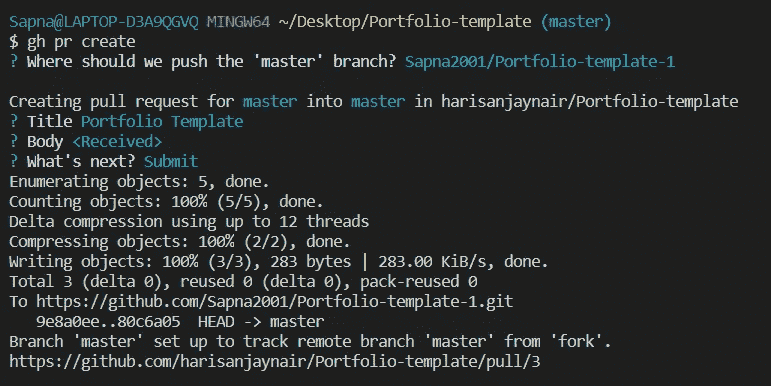 Sapna@LAPTOP-D3A9QGVQ MINGW64 ~/Desktop/Portfolio-template (master)
$ gh pr create
? Where should we push the 'master' branch? Sapna2001/Portfolio-template-1
Creating pull request for master into master in harisanjaynair/Portfolio-template
? Title Portfolio Template
? Body <Received>
? What's next? Submit
Enumerating objects: 5, done.
Counting objects: 100% (5/5), done.
Delta compression using up to 12 threads
Compressing objects: 100% (2/2), done.
Writing objects: 100% (3/3), 283 bytes | 283.00 KiB/s, done.
Total 3 (delta 0), reused 0 (delta 0), pack-reused 0
To https://github.com/Sapna2001/Portfolio-template-1.git
9e8a0ee..80c6a05 HEAD -> master
Branch 'master' set up to track remote branch 'master' from 'fork'.
https://github.com/harisanjaynair/Portfolio-template/pull/3